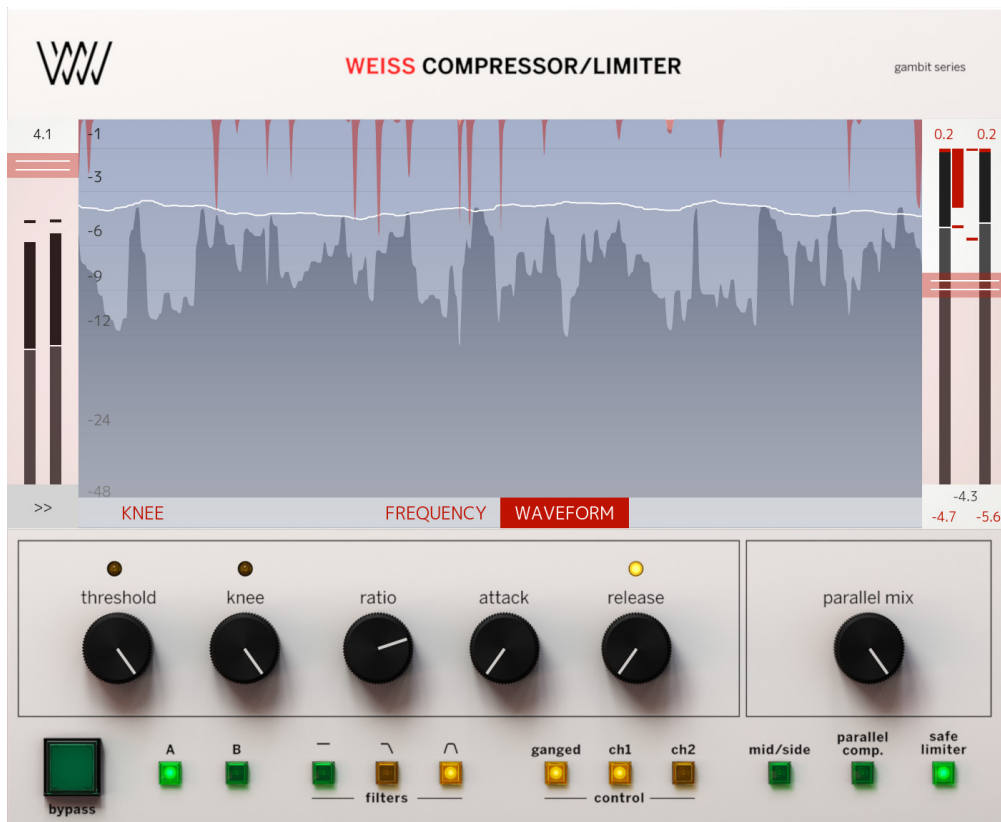 WEISS COMPRESSOR/LIMITER
gambit series
4.1
0.2 0.2
-1
-3
-6
-9
-12
-24
-48
-4.3
-4.7 -5.6
>>
KNEE FREQUENCY WAVEFORM
threshold knee ratio attack release parallel mix
A B ganged ch1 ch2 mid/side parallel comp. safe limiter
filters control
bypass